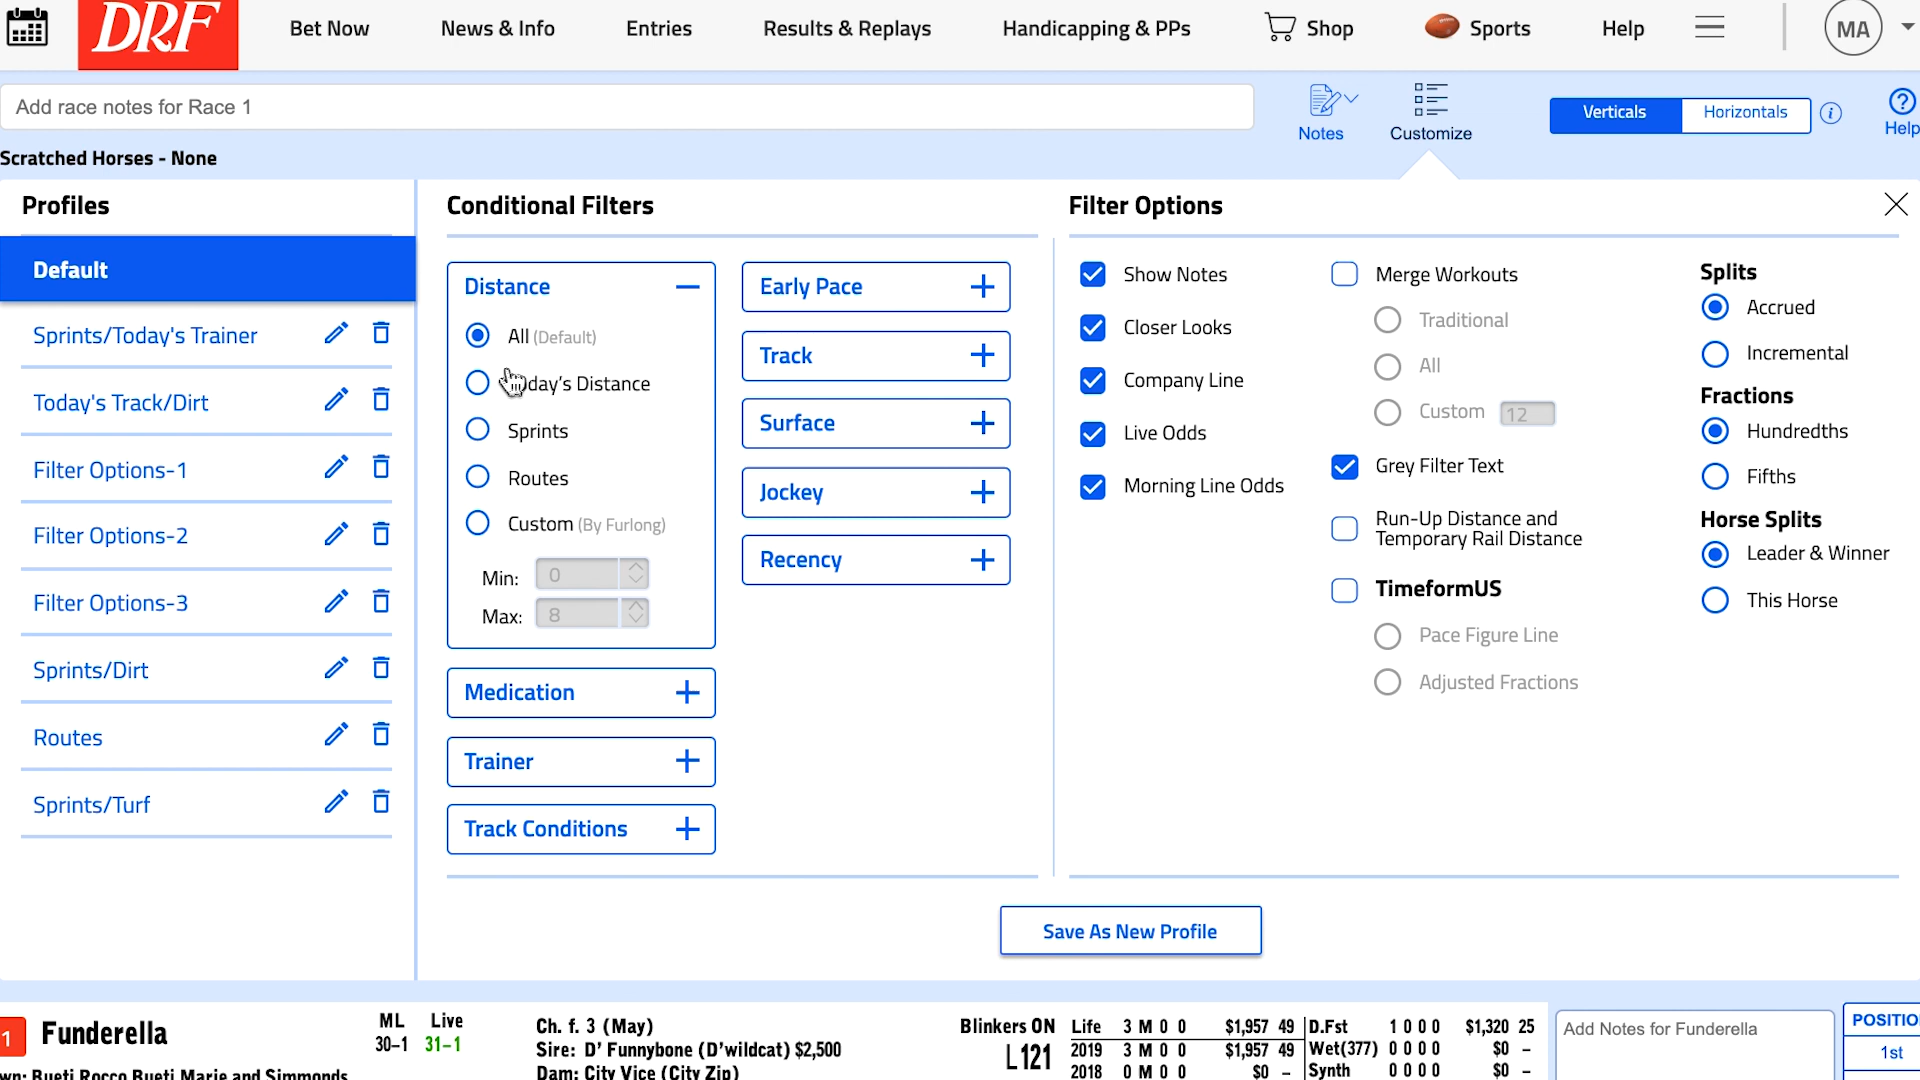 DRF
Bet Now
News & Info
Entries
Results & Replays
Handicapping & PPs
Shop
Sports
Help
MA
Add race notes for Race 1
Notes
Customize
Verticals
Horizontals
i
? Help
Scratched Horses - None
Profiles
Default
Sprints/Today's Trainer
Today's Track/Dirt
Filter Options-1
Filter Options-2
Filter Options-3
Sprints/Dirt
Routes
Sprints/Turf
Conditional Filters
Distance
All (Default)
day's Distance
Sprints
Routes
Custom (By Furlong)
Min: 0
Max: 8
Medication
Trainer
Track Conditions
Early Pace
Track
Surface
Jockey
Recency
Filter Options
Show Notes
Closer Looks
Company Line
Live Odds
Morning Line Odds
Merge Workouts
Traditional
All
Custom 12
Grey Filter Text
Run-Up Distance and
Temporary Rail Distance
TimeformUS
Pace Figure Line
Adjusted Fractions
Splits
Accrued
Incremental
Fractions
Hundredths
Fifths
Horse Splits
Leader & Winner
This Horse
Save As New Profile
1 Funderella
wn: Bueti Rocco Bueti Marie and Simmonds
ML Live
30-1 31-1
Ch. f. 3 (May)
Sire: D' Funnybone (D'wildcat) $2,500
Dam: City Vice (City Zip)
Blinkers ON
L121
Life 3 M 0 0 $1,957 49
2019 3 M 0 0 $1,957 49
2018 0 M 0 0 $0 -
D.Fst 1 0 0 0 $1,320 25
Wet(377) 0 0 0 0 $0 -
Synth 0 0 0 0 $0 -
Add Notes for Funderella
POSITIO
1st